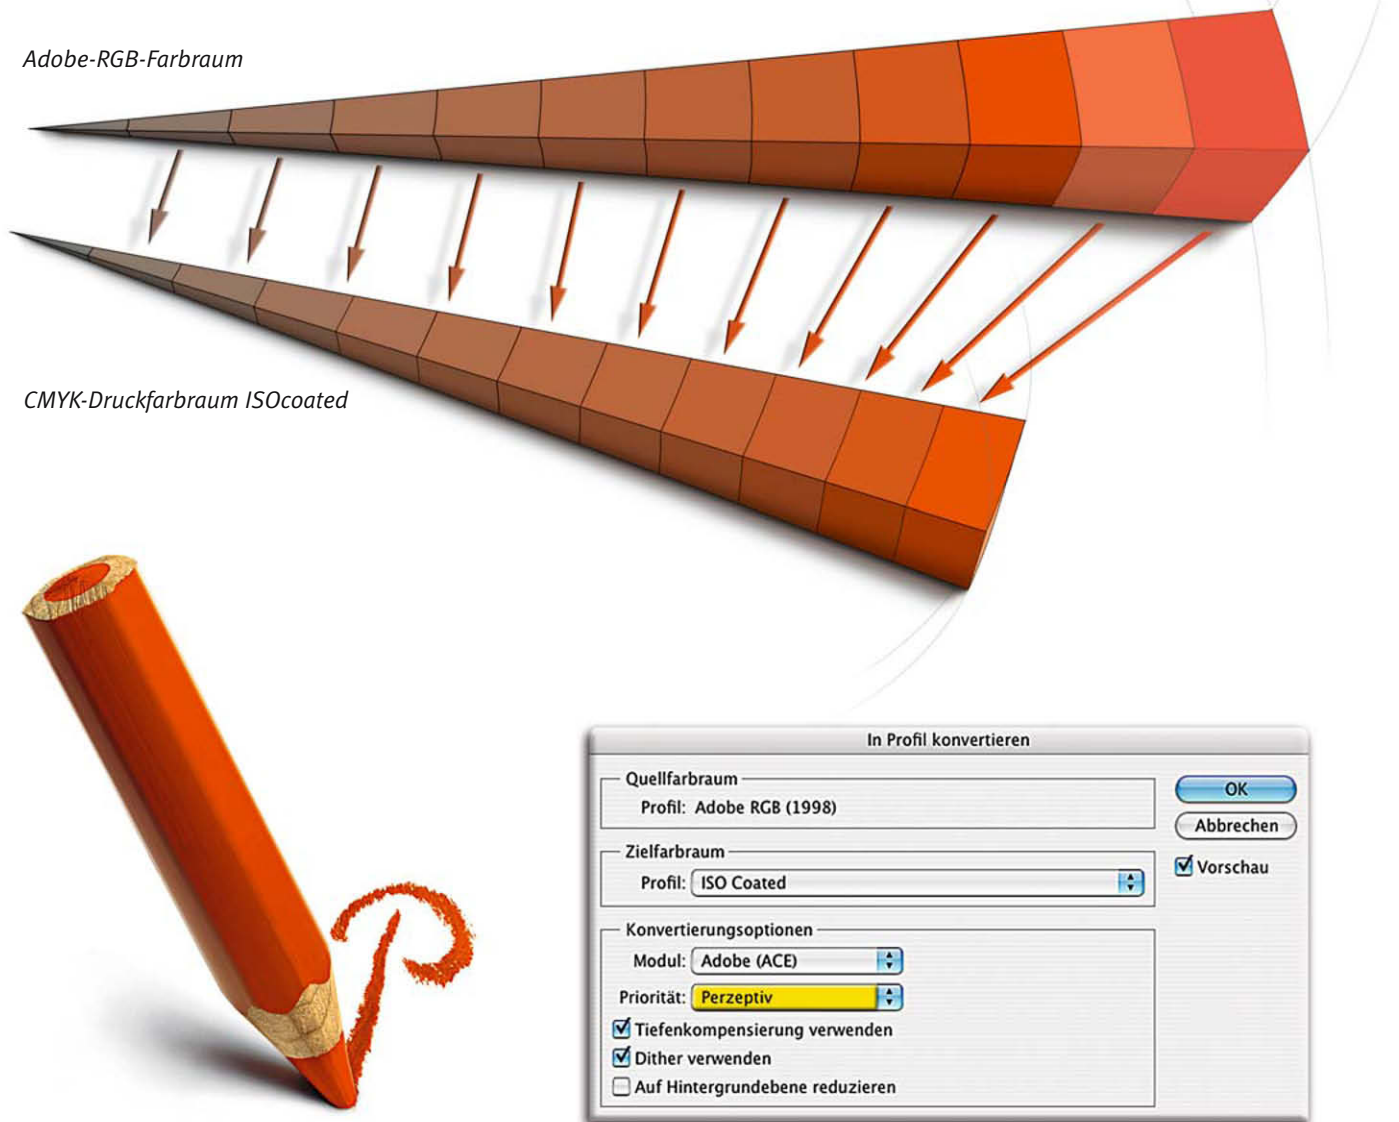 Adobe-RGB-Farbraum
CMYK-Druckfarbraum ISOcoated
P
In Profil konvertieren
Quellfarbraum
Profil: Adobe RGB (1998)
OK
Abbrechen
Zielfarbraum
Profil: ISO Coated
Vorschau
Konvertierungsoptionen
Modul: Adobe (ACE)
Priorität: Perzeptiv
Tiefenkompensierung verwenden
Dither verwenden
Auf Hintergrundebene reduzieren